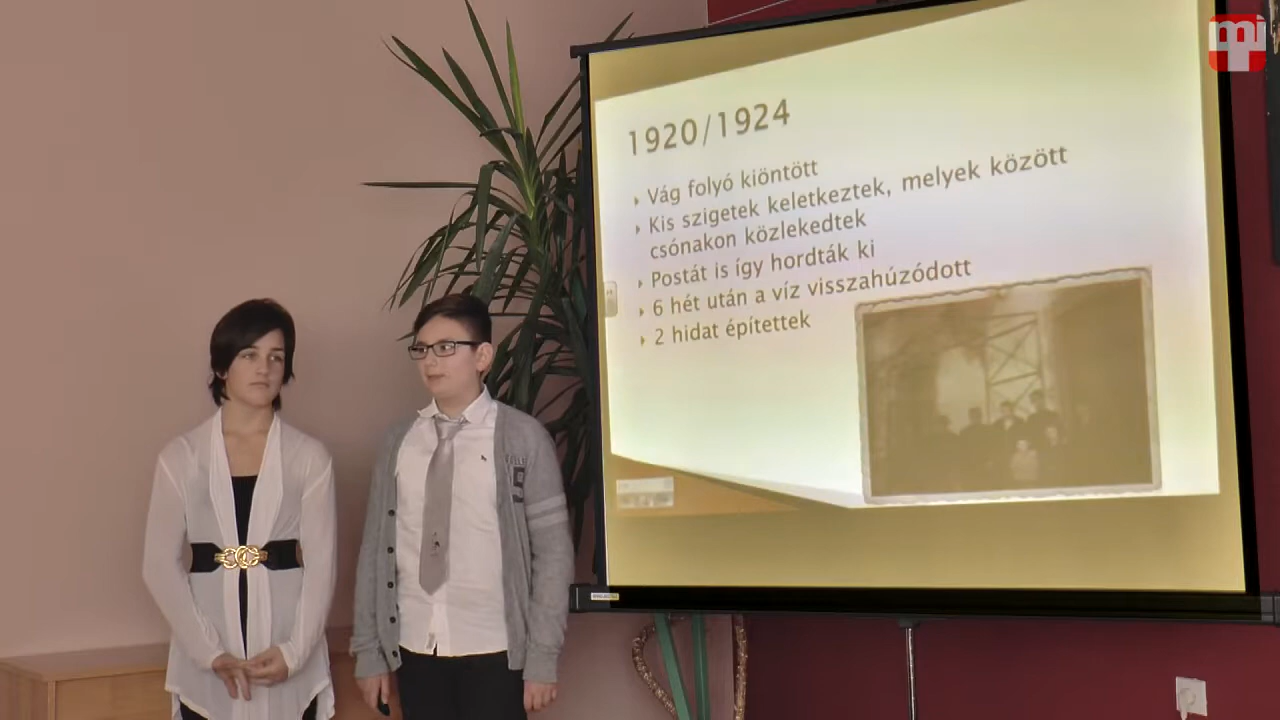 1920/1924
Vág folyó kiöntött
Kis szigetek keletkeztek, melyek között
csónakon közlekedtek
Postát is így hordták ki
6 hét után a víz visszahúzódott
2 hidat építettek
9